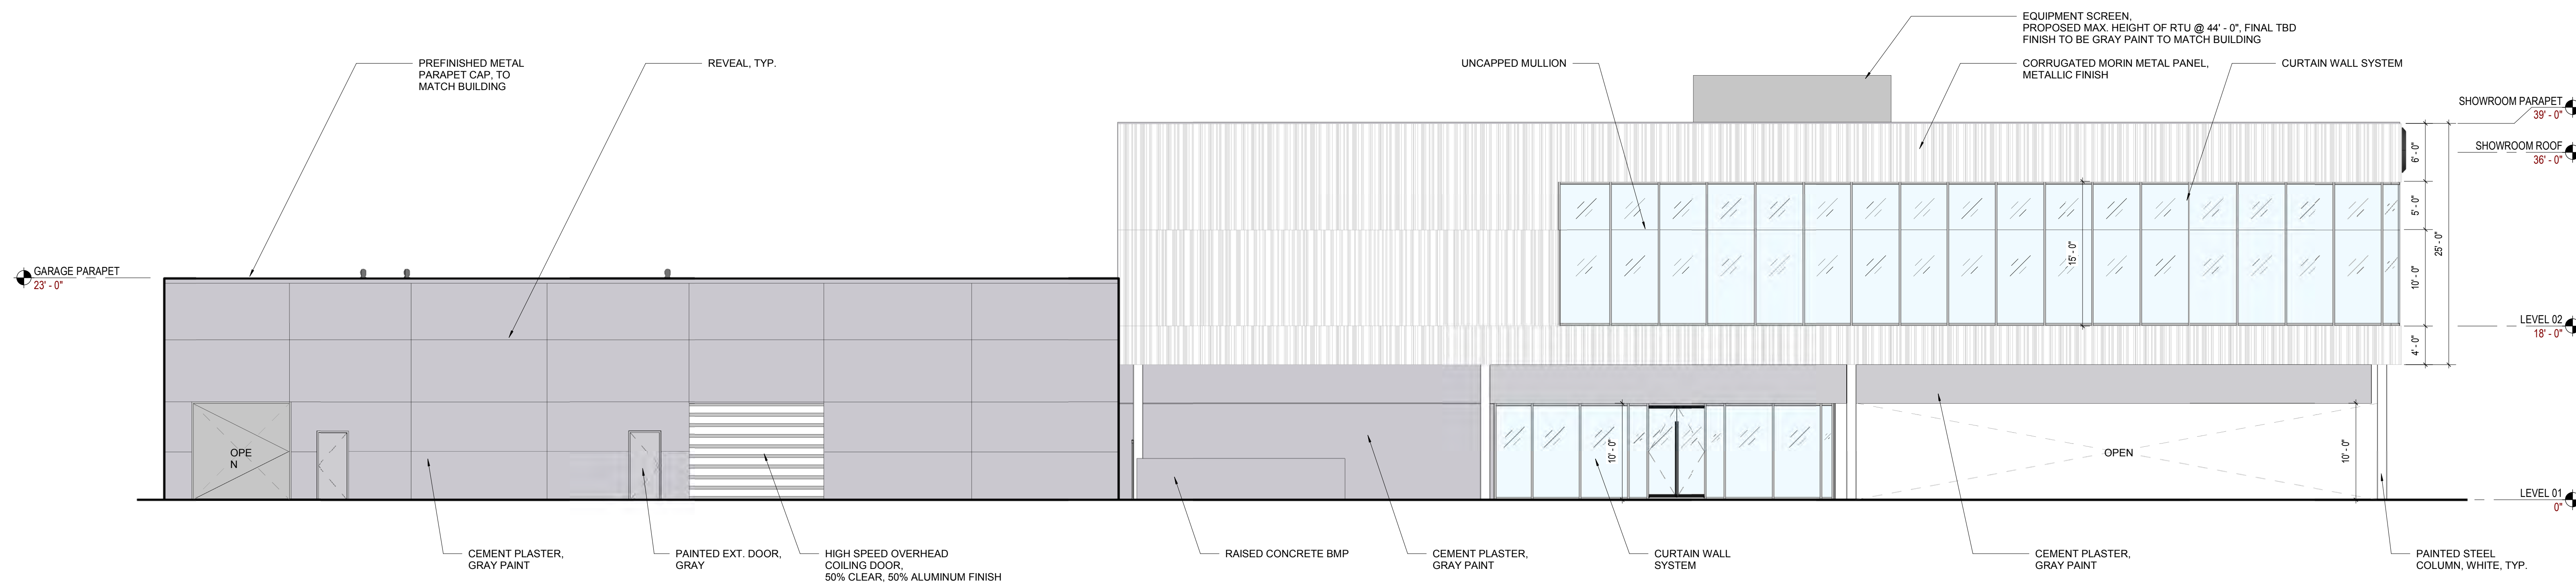 EQUIPMENT SCREEN,
PROPOSED MAX. HEIGHT OF RTU @ 44' - 0", FINAL TBD
FINISH TO BE GRAY PAINT TO MATCH BUILDING
PREFINISHED METAL
PARAPET CAP, TO
MATCH BUILDING
REVEAL, TYP.
UNCAPPED MULLION
CORRUGATED MORIN METAL PANEL,
METALLIC FINISH
CURTAIN WALL SYSTEM
SHOWROOM PARAPET
39' - 0"
SHOWROOM ROOF
36' - 0"
6' - 0"
5' - 0"
25' - 0"
15' - 0"
10' - 0"
GARAGE PARAPET
23' - 0"
LEVEL 02
18' - 0"
4' - 0"
OPE
N
10' - 0"
OPEN
10' - 0"
LEVEL 01
0"
CEMENT PLASTER,
GRAY PAINT
PAINTED EXT. DOOR,
GRAY
HIGH SPEED OVERHEAD
COILING DOOR,
50% CLEAR, 50% ALUMINUM FINISH
RAISED CONCRETE BMP
CEMENT PLASTER,
GRAY PAINT
CURTAIN WALL
SYSTEM
CEMENT PLASTER,
GRAY PAINT
PAINTED STEEL
COLUMN, WHITE, TYP.